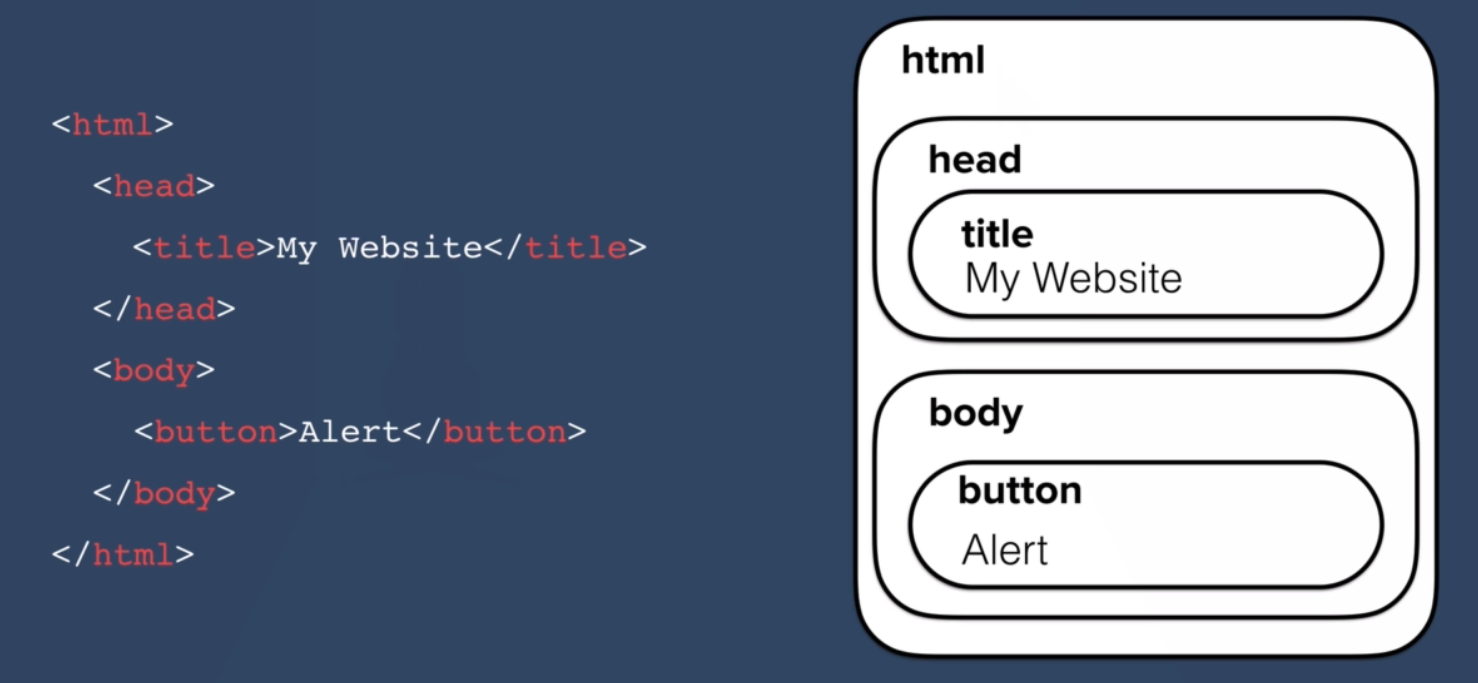 <html>
<head>
<title>My Website</title>
</head>
<body>
<button>Alert</button>
</body>
</html>
html
head
title
My Website
body
button
Alert